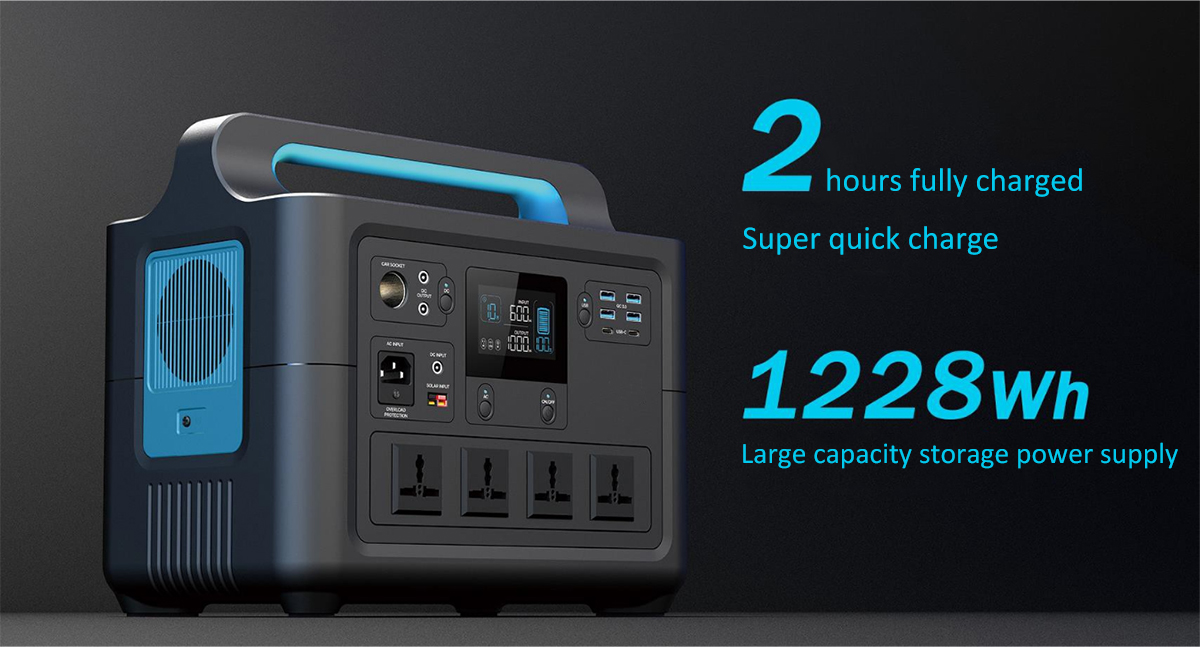 2 hours fully charged
Super quick charge
1228Wh
Large capacity storage power supply
CAR SOCKET
DC OUTPUT
DC
INPUT
600
OUTPUT
1000
100
USB
QC 3.0
USB-C
AC INPUT
DC INPUT
SOLAR INPUT
OVERLOAD
PROTECTION
AC
ON/OFF